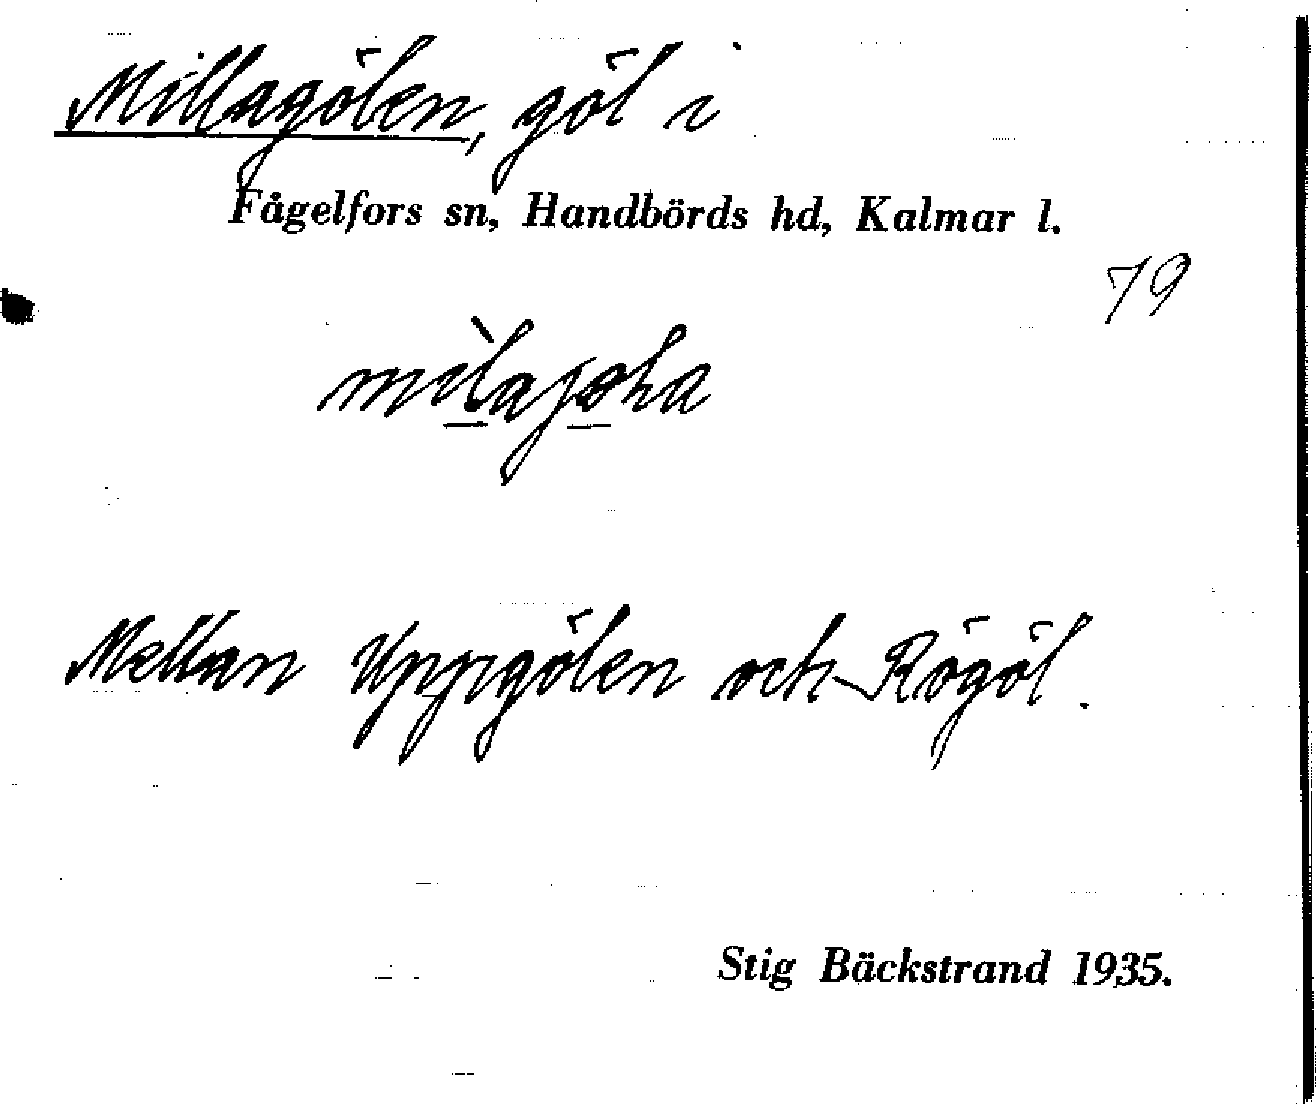 Millagölen, göl i
Fågelfors sn, Handbörds hd, Kalmar l.
79
Mellan Uppgölen och Rögöl.
Stig Bäckstrand 1935.